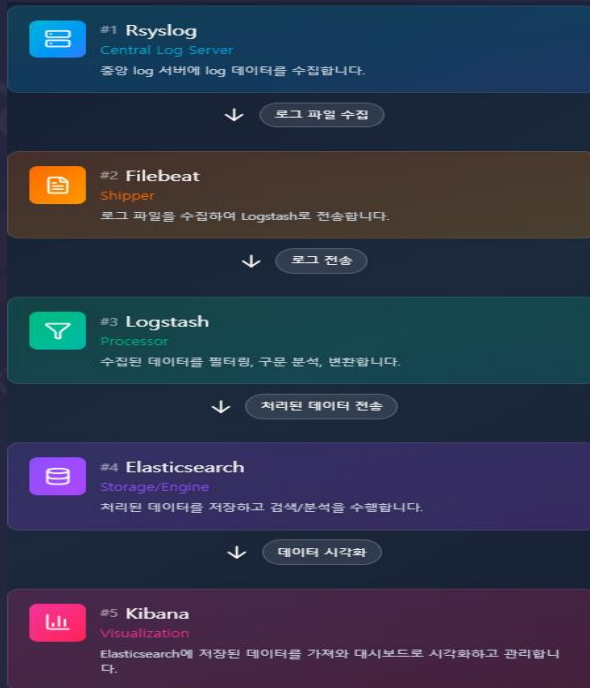 #1 Rsyslog
Central Log Server
중앙 log 서버에 log 데이터를 수집합니다.
로그 파일 수집
#2 Filebeat
Shipper
로그 파일을 수집하여 Logstash로 전송합니다.
로그 전송
#3 Logstash
Processor
수집된 데이터를 필터링, 구문 분석, 변환합니다.
처리된 데이터 전송
#4 Elasticsearch
Storage/Engine
처리된 데이터를 저장하고 검색/분석을 수행합니다.
데이터 시각화
#5 Kibana
Visualization
Elasticsearch에 저장된 데이터를 가져와 대시보드로 시각화하고 관리합니
다.